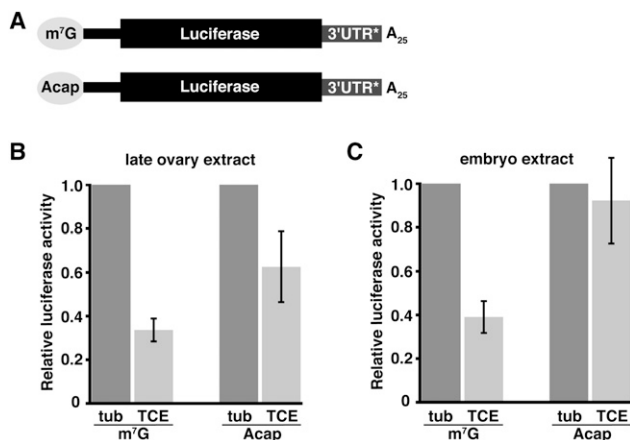 A
m⁷G Luciferase 3'UTR* A₂₅
Acap Luciferase 3'UTR* A₂₅
B
late ovary extract
Relative luciferase activity
1.0
0.8
0.6
0.4
0.2
0
tub TCE tub TCE
m⁷G Acap
C
embryo extract
Relative luciferase activity
1.0
0.8
0.6
0.4
0.2
0
tub TCE tub TCE
m⁷G Acap